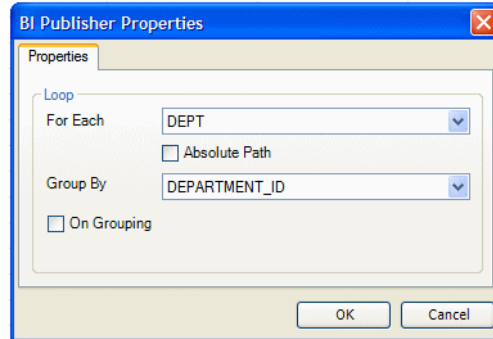 BI Publisher Properties
Properties
Loop
For Each DEPT
Absolute Path
Group By DEPARTMENT_ID
On Grouping
OK Cancel